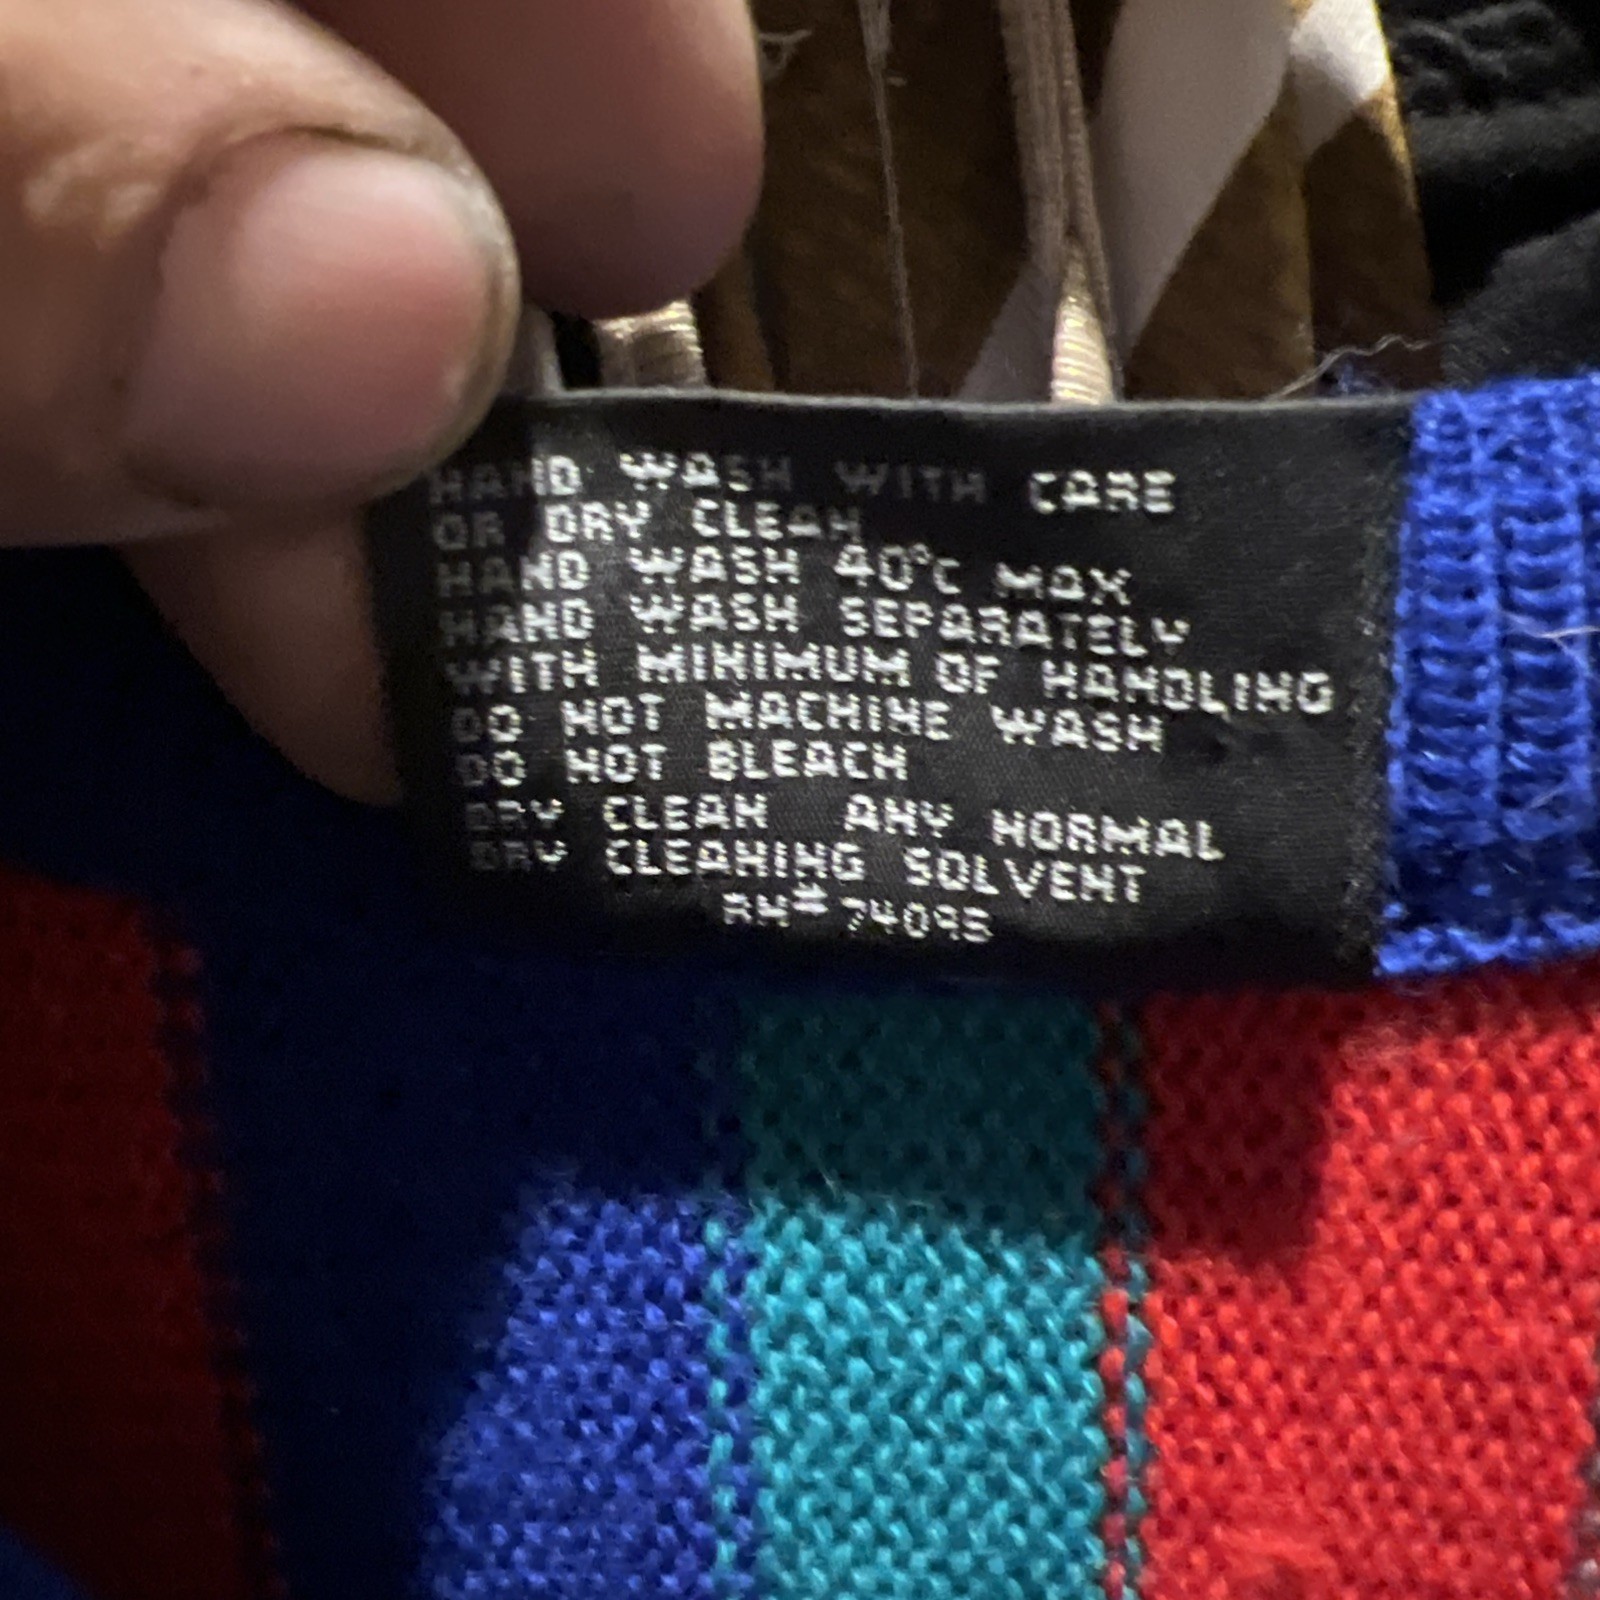 HAND WASH WITH CARE
OR DRY CLEAN
HAND WASH 40°C MAX
HAND WASH SEPARATELY
WITH MINIMUM OF HANDLING
DO NOT MACHINE WASH
DO NOT BLEACH
DRY CLEAN ANY NORMAL
DRY CLEANING SOLVENT
RN# 74095